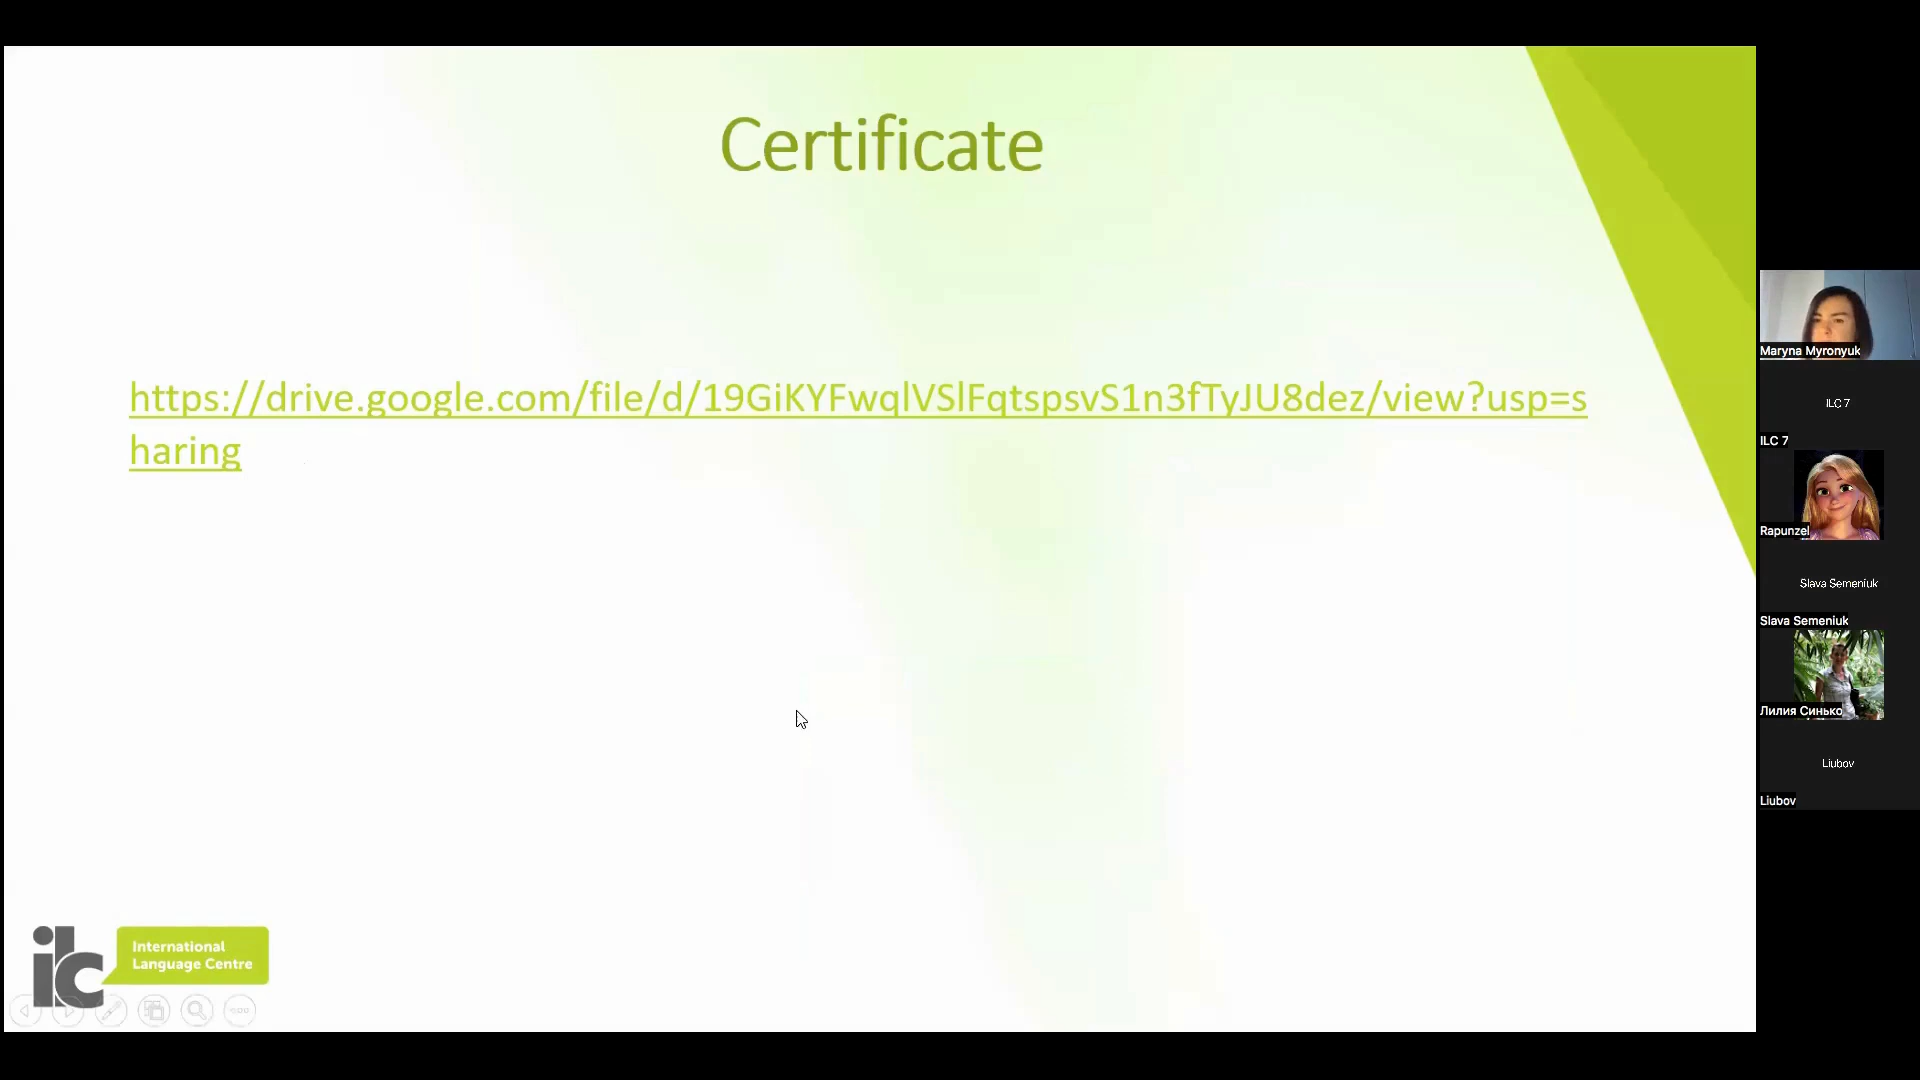 Certificate
https://drive.google.com/file/d/19GiKYFwqlVSlFqtspsvS1n3fTyJU8dez/view?usp=s
haring
ilc
International
Language Centre
Maryna Myronyuk
ILC 7
ILC 7
Rapunzel
Slava Semeniuk
Slava Semeniuk
Лилия Синько
Liubov
Liubov